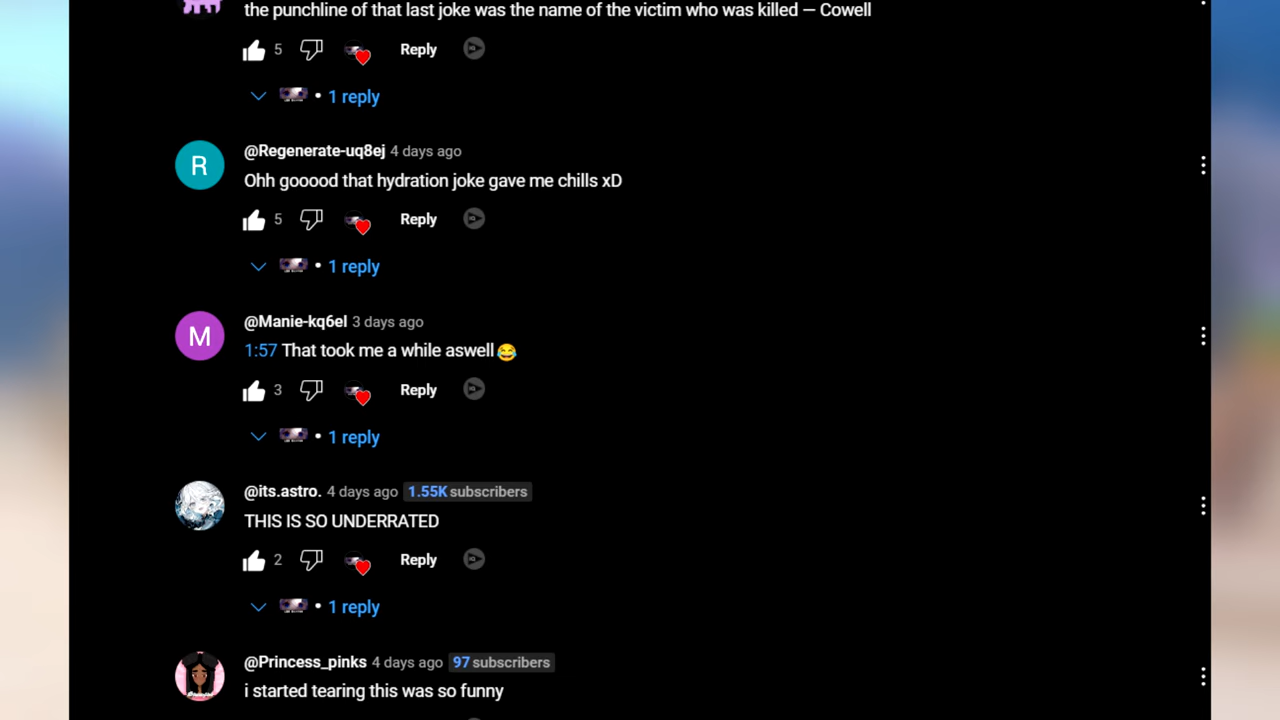 the punchline of that last joke was the name of the victim who was killed — Cowell
5 Reply
• 1 reply
R
@Regenerate-uq8ej 4 days ago
Ohh gooood that hydration joke gave me chills xD
5 Reply
• 1 reply
M
@Manie-kq6el 3 days ago
1:57 That took me a while aswell😂
3 Reply
• 1 reply
@its.astro. 4 days ago 1.55K subscribers
THIS IS SO UNDERRATED
2 Reply
• 1 reply
@Princess_pinks 4 days ago 97 subscribers
i started tearing this was so funny